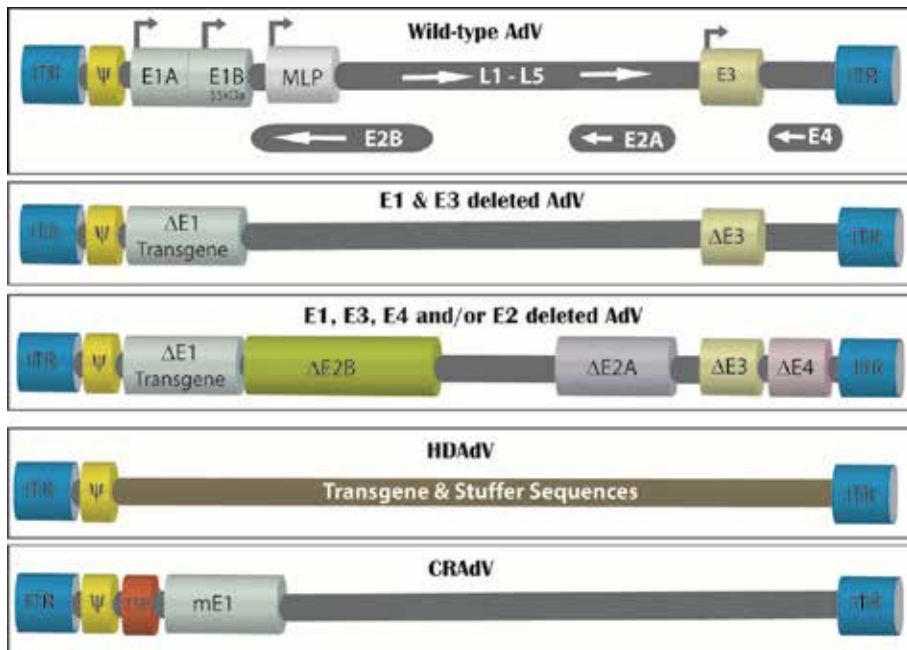 Wild-type AdV
ITR Ψ E1A E1B MLP L1 - L5 E3 ITR
55kDa
E2B E2A E4
E1 & E3 deleted AdV
ITR Ψ ΔE1 ΔE3 ITR
Transgene
E1, E3, E4 and/or E2 deleted AdV
ITR Ψ ΔE1 ΔE2B ΔE2A ΔE3 ΔE4 ITR
Transgene
HDAdV
ITR Ψ Transgene & Stuffer Sequences ITR
CRAdV
ITR Ψ mE1 ITR